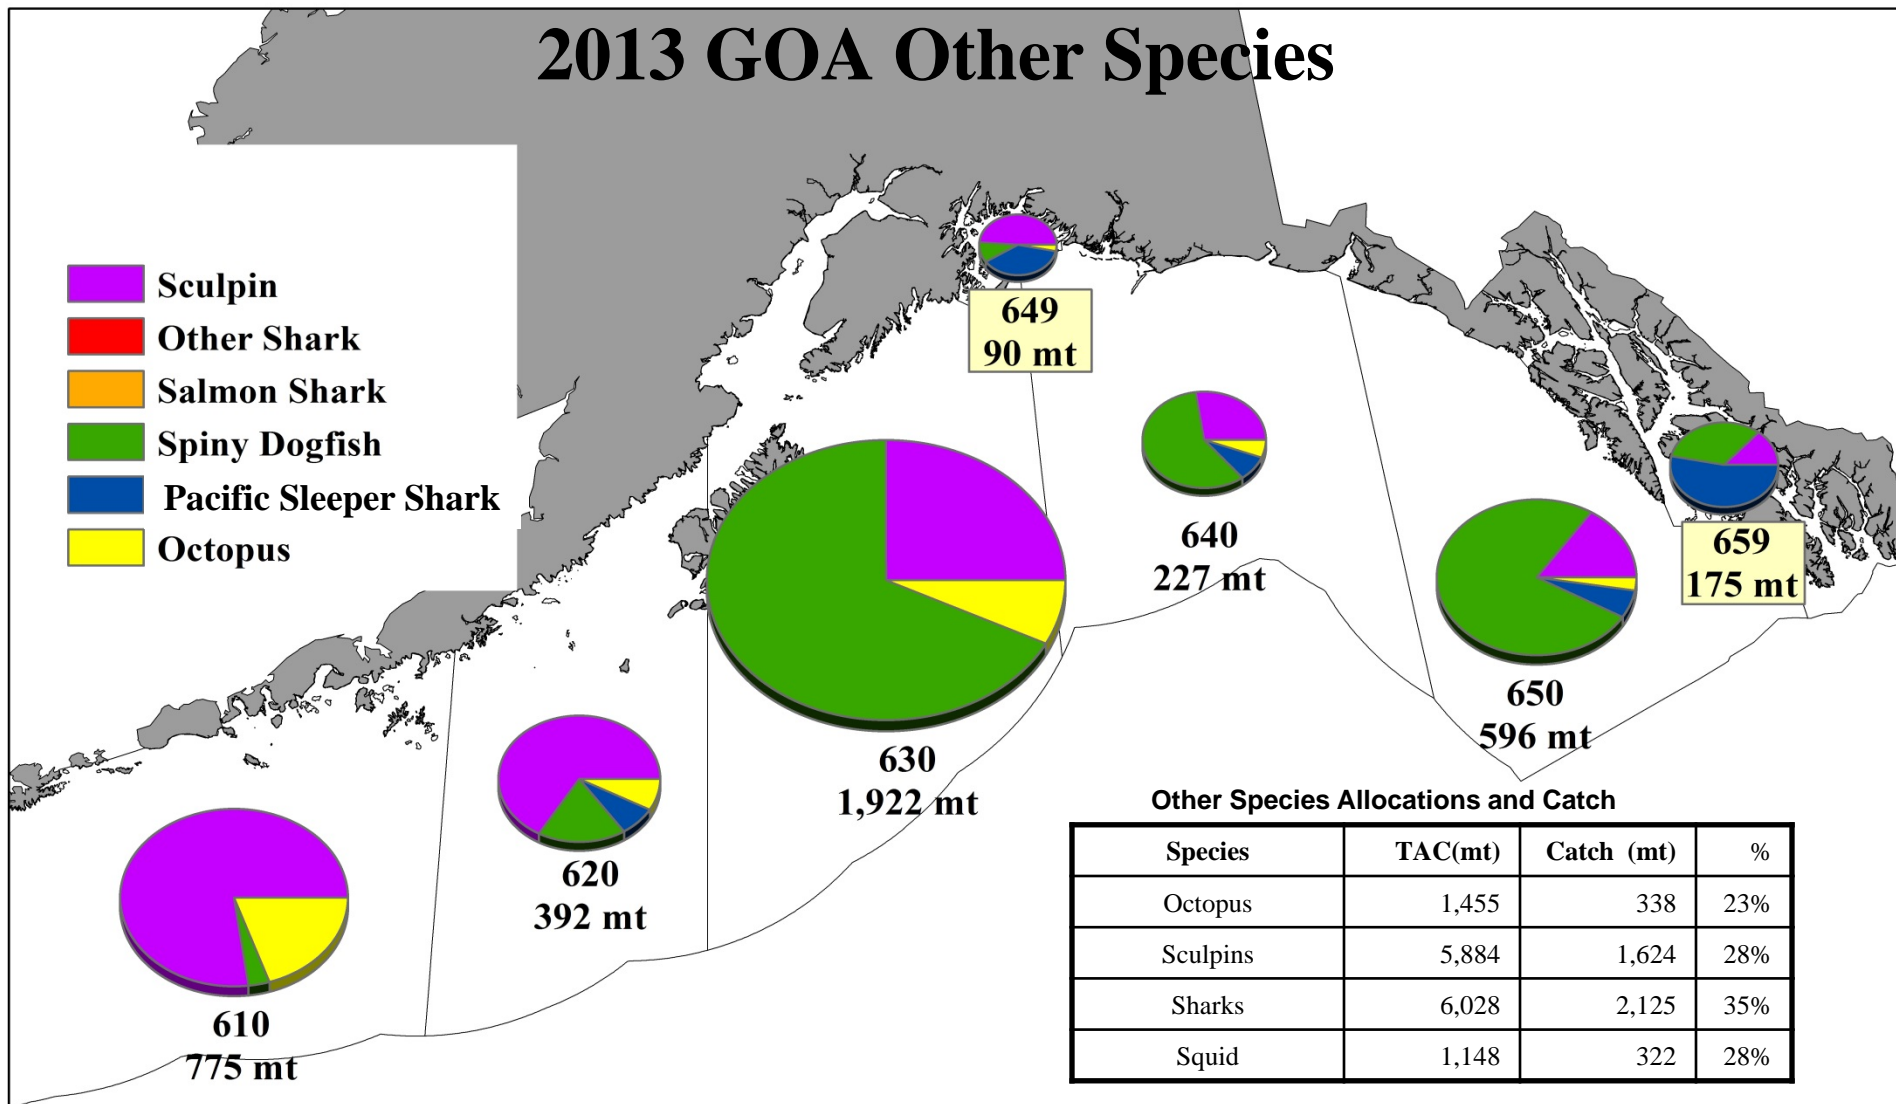 2013 GOA Other Species
Sculpin
Other Shark
Salmon Shark
Spiny Dogfish
Pacific Sleeper Shark
Octopus
649
90 mt
640
227 mt
659
175 mt
650
596 mt
630
1,922 mt
620
392 mt
610
775 mt
Other Species Allocations and Catch
Species TAC(mt) Catch (mt) %
Octopus 1,455 338 23%
Sculpins 5,884 1,624 28%
Sharks 6,028 2,125 35%
Squid 1,148 322 28%